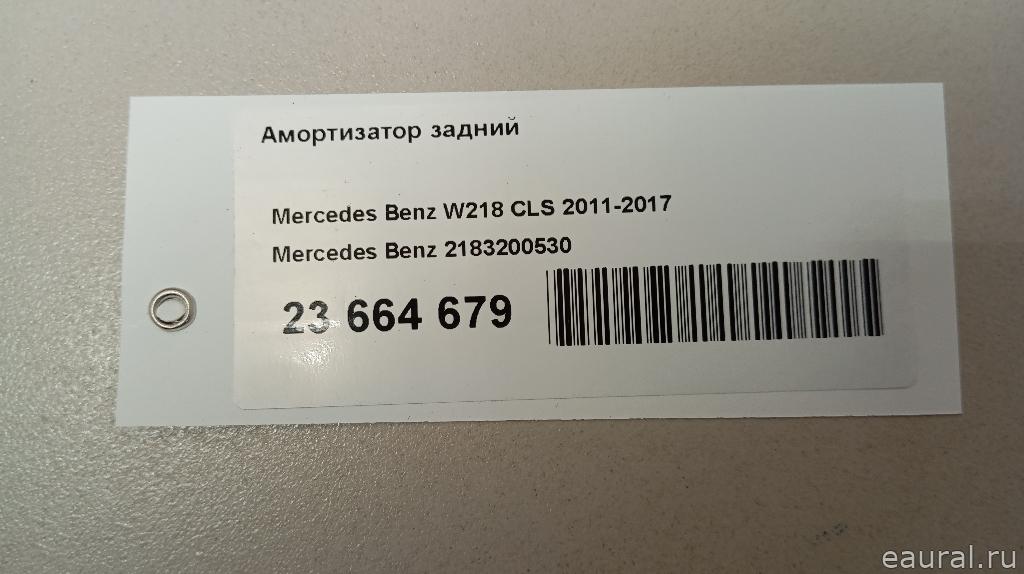 Амортизатор задний
Mercedes Benz W218 CLS 2011-2017
Mercedes Benz 2183200530
23 664 679
eaural.ru